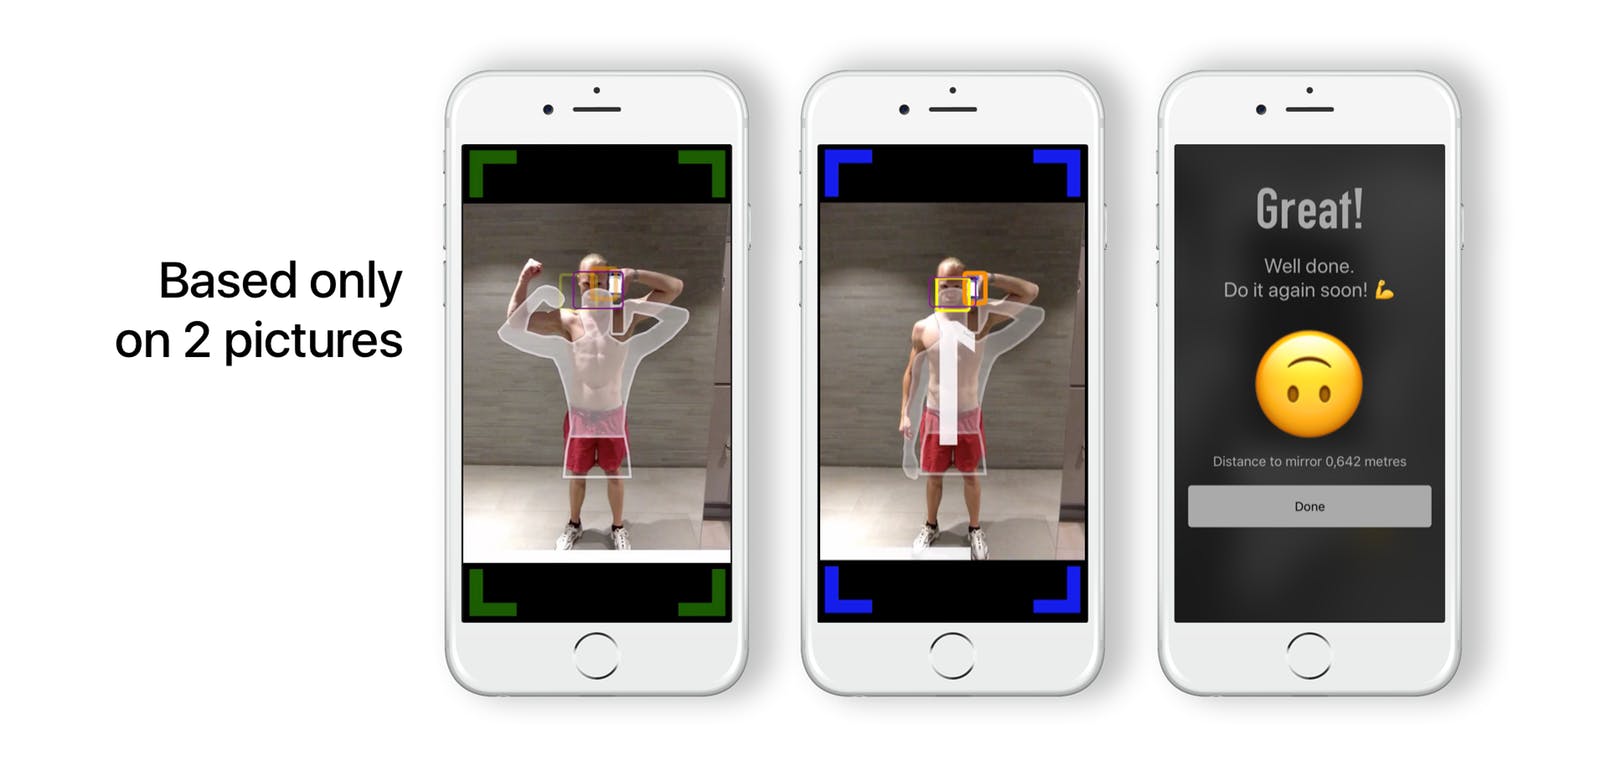 Based only
on 2 pictures
1
Great!
Well done.
Do it again soon! 💪
Distance to mirror 0,642 metres
Done